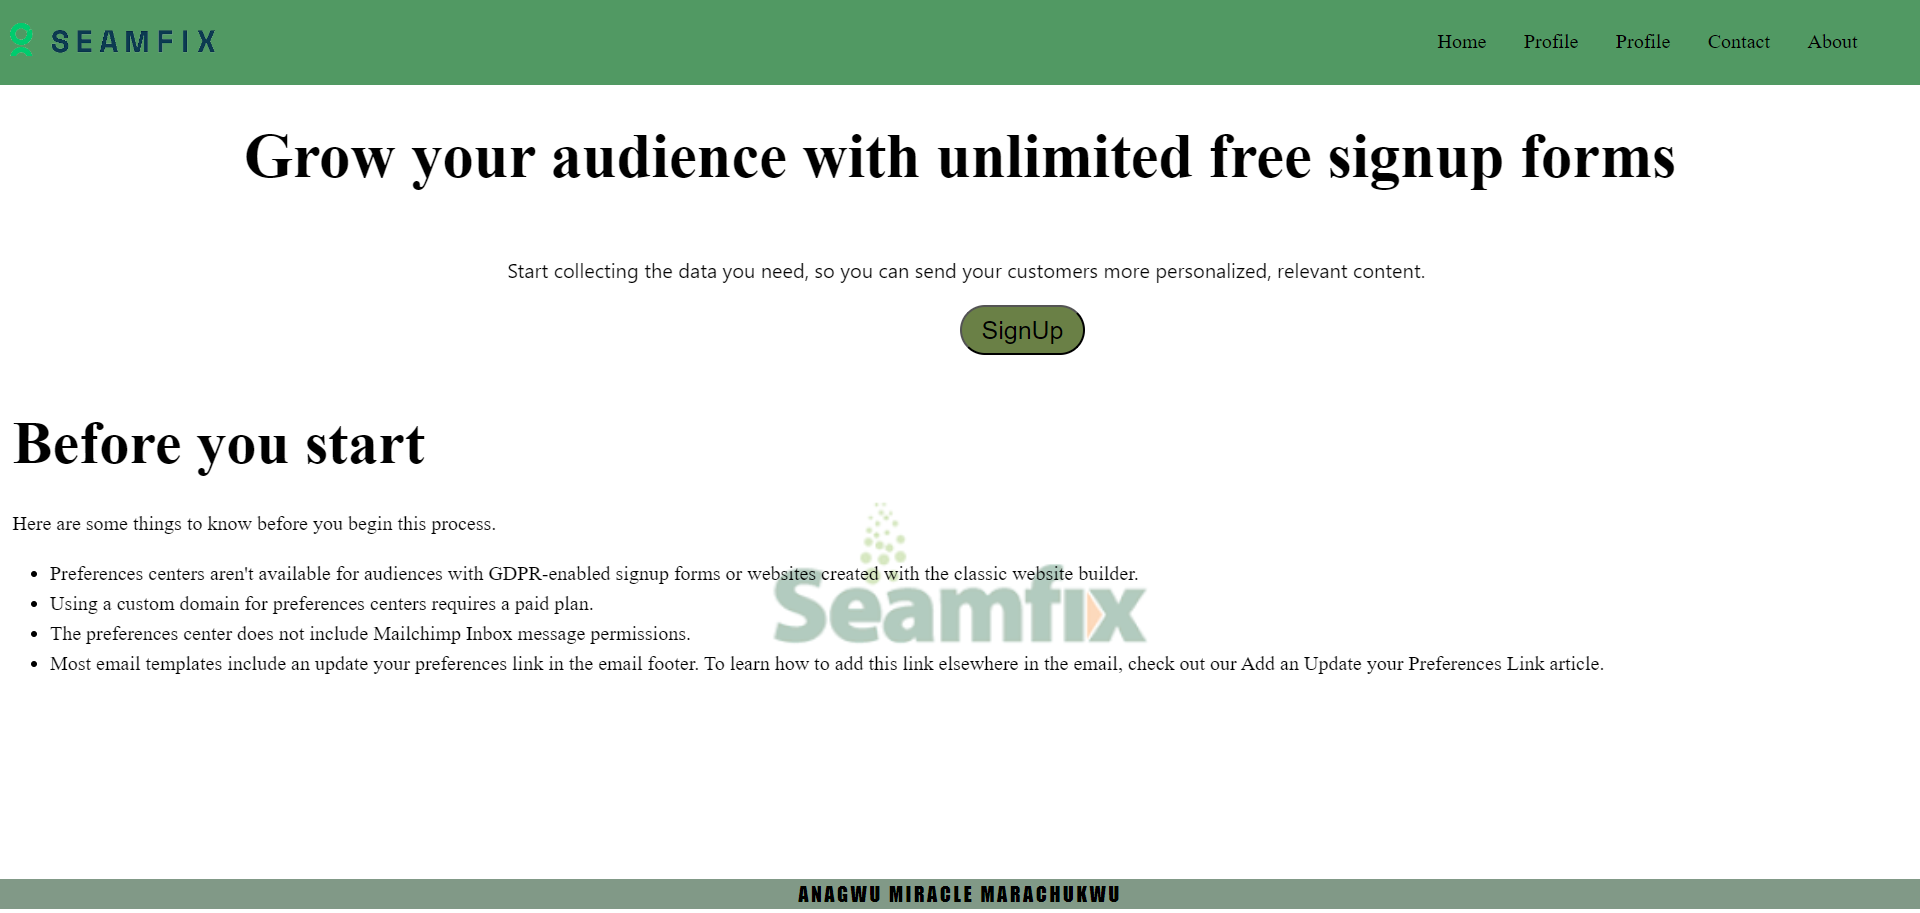 SEAMFIX
Home Profile Profile Contact About
Grow your audience with unlimited free signup forms
Start collecting the data you need, so you can send your customers more personalized, relevant content.
SignUp
Before you start
Here are some things to know before you begin this process.
Preferences centers aren't available for audiences with GDPR-enabled signup forms or websites created with the classic website builder.
Using a custom domain for preferences centers requires a paid plan.
Seamfix
The preferences center does not include Mailchimp Inbox message permissions.
Most email templates include an update your preferences link in the email footer. To learn how to add this link elsewhere in the email, check out our Add an Update your Preferences Link article.
ANAGWU MIRACLE MARACHUKWU